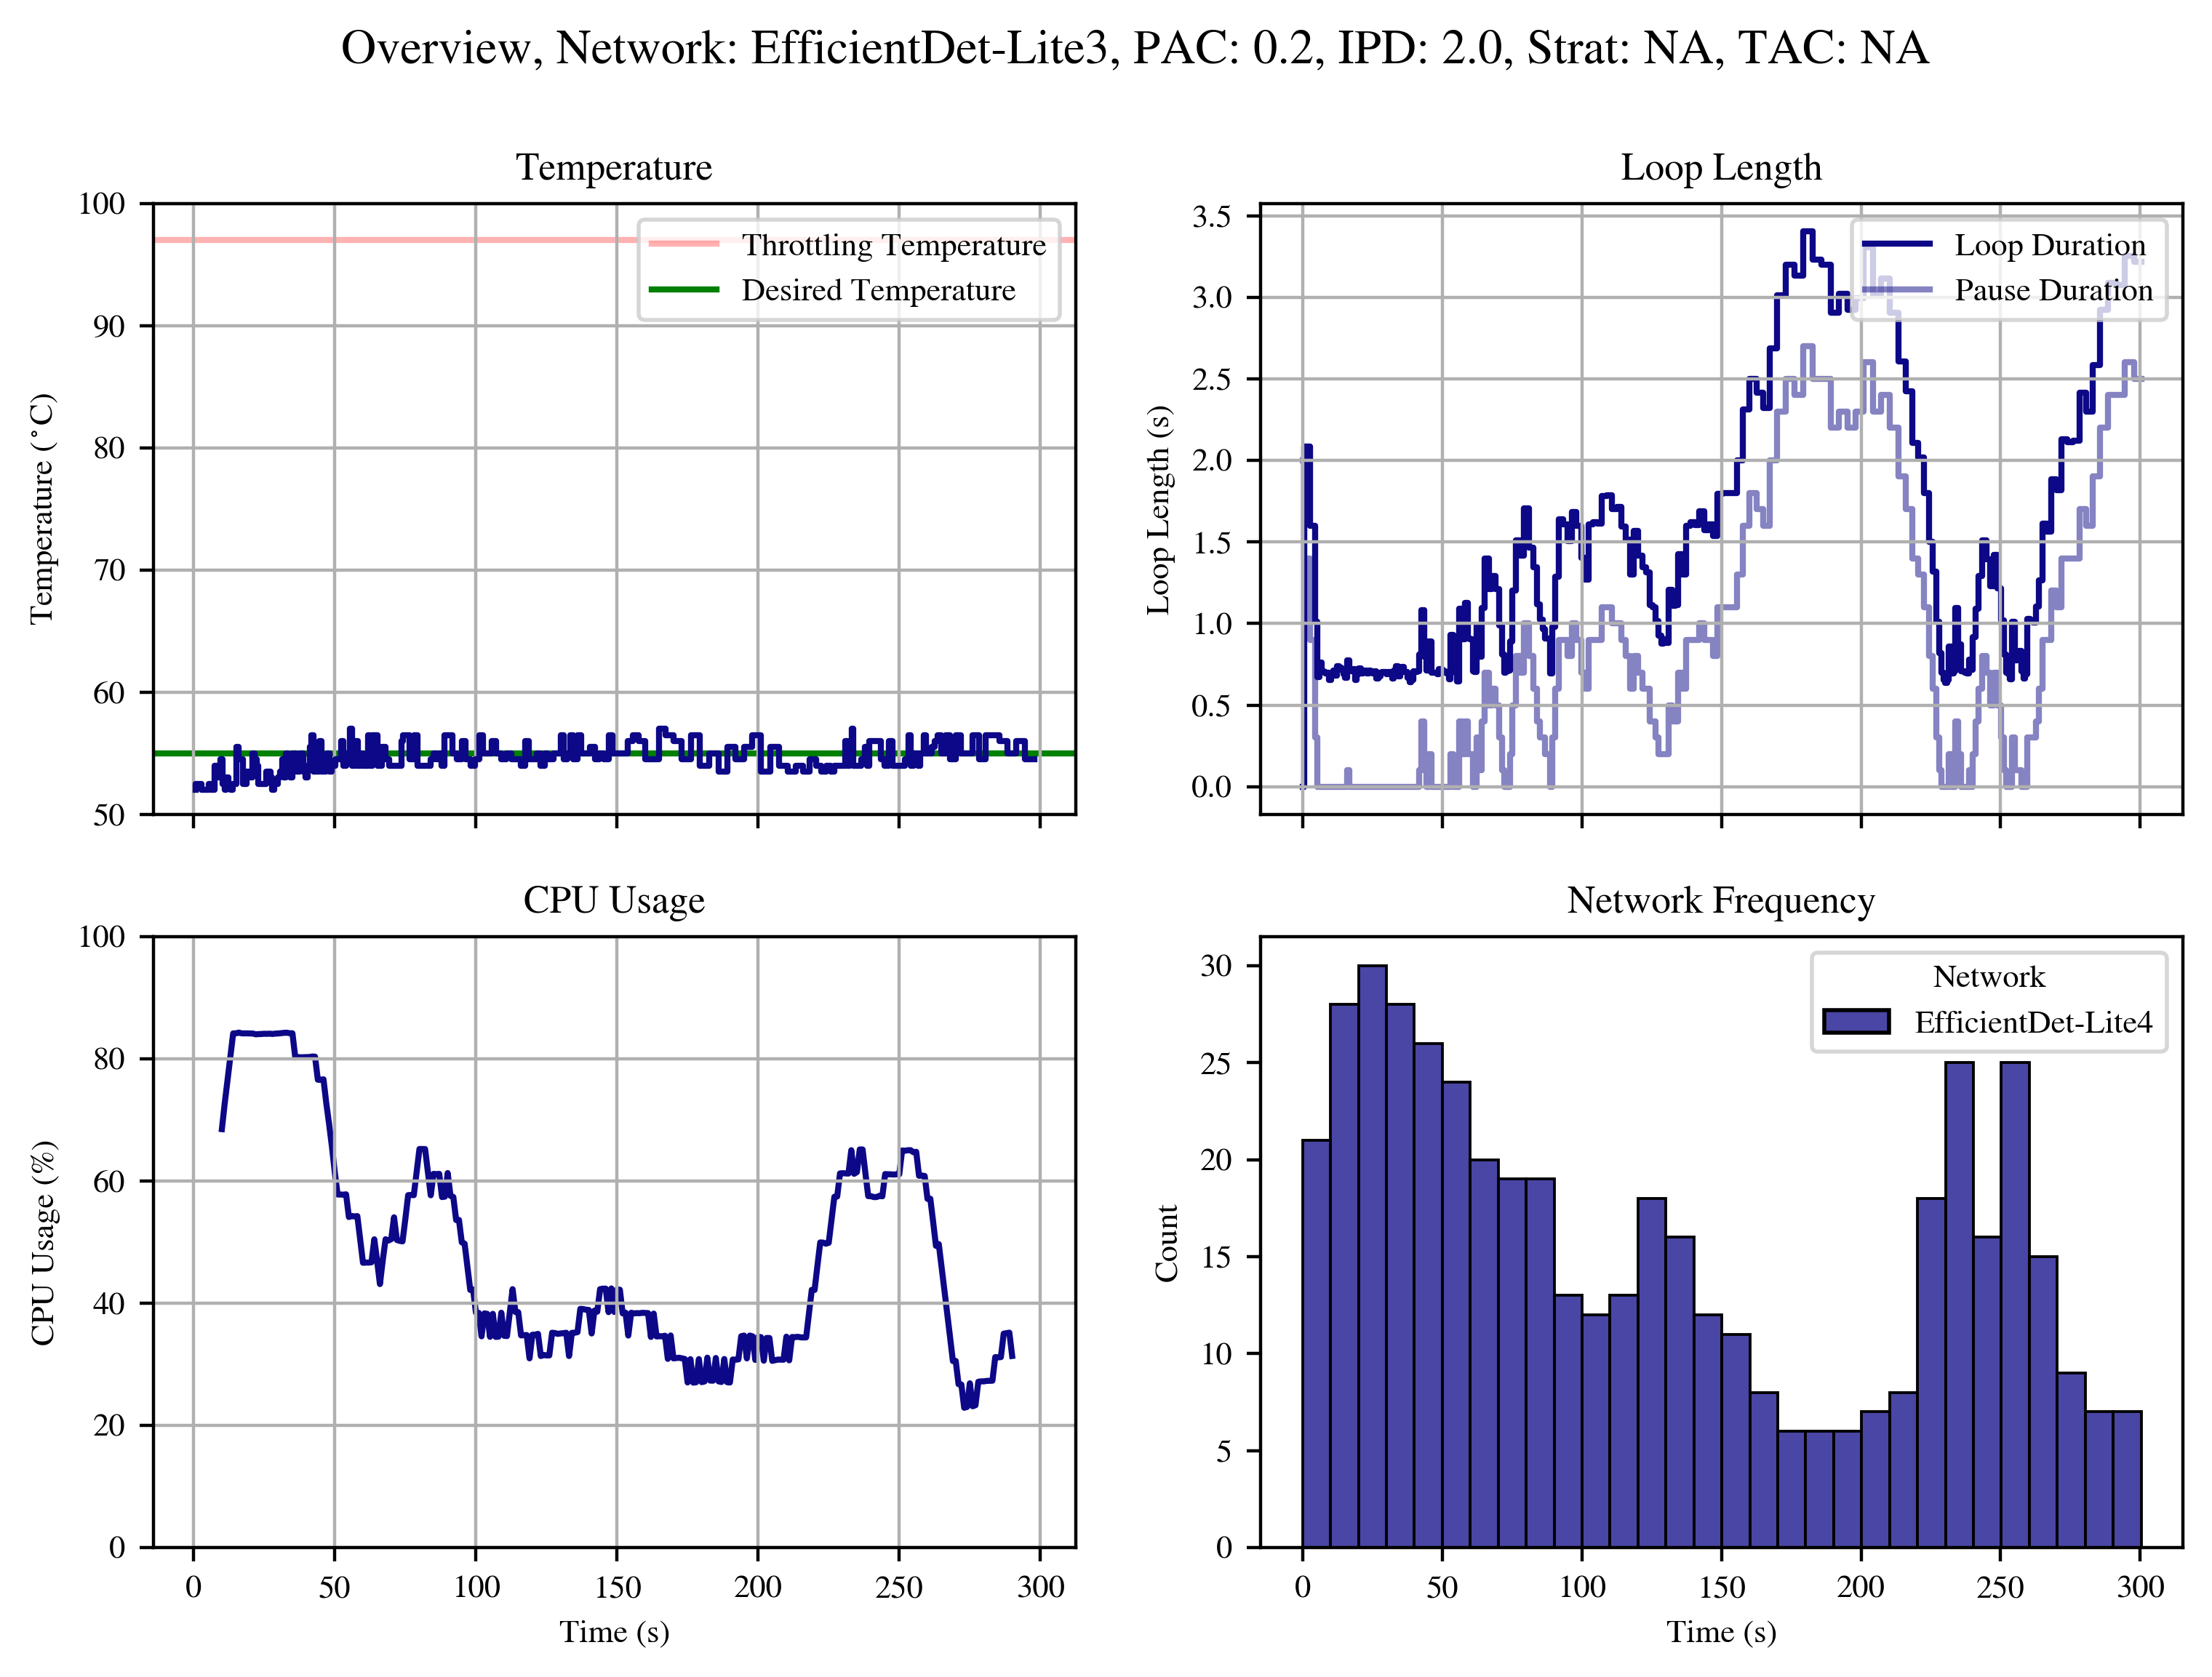 Overview, Network: EfficientDet-Lite3, PAC: 0.2, IPD: 2.0, Strat: NA, TAC: NA
Temperature
100
90
80
70
60
50
Temperature (°C)
Throttling Temperature
Desired Temperature
Loop Length
3.5
3.0
2.5
2.0
1.5
1.0
0.5
0.0
Loop Length (s)
Loop Duration
Pause Duration
CPU Usage
100
80
60
40
20
0
CPU Usage (%)
0 50 100 150 200 250 300
Time (s)
Network Frequency
30
25
20
15
10
5
0
Count
Network
EfficientDet-Lite4
0 50 100 150 200 250 300
Time (s)